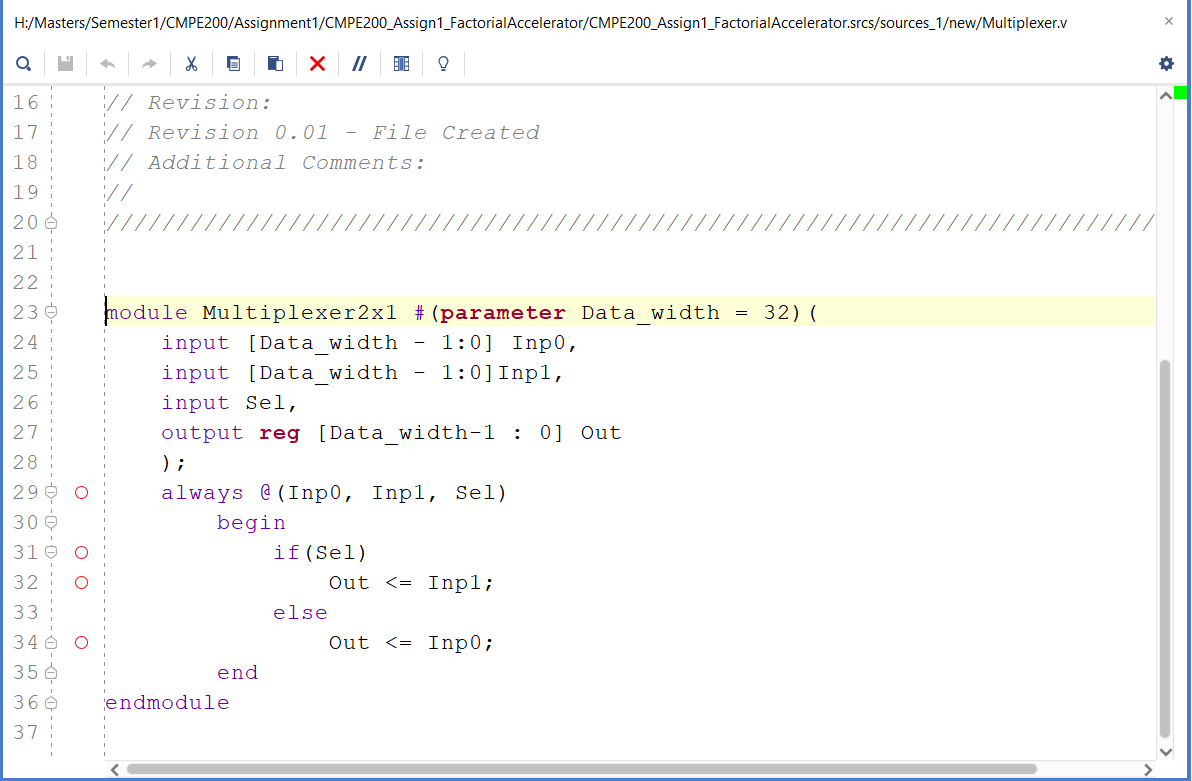 H:/Masters/Semester1/CMPE200/Assignment1/CMPE200_Assign1_FactorialAccelerator/CMPE200_Assign1_FactorialAccelerator.srcs/sources_1/new/Multiplexer.v
16 // Revision:
17 // Revision 0.01 - File Created
18 // Additional Comments:
19 //
20 ////////////////////////////////////////////////////////////////////////////
21
22
23 module Multiplexer2x1 #(parameter Data_width = 32)(
24     input [Data_width - 1:0] Inp0,
25     input [Data_width - 1:0]Inp1,
26     input Sel,
27     output reg [Data_width-1 : 0] Out
28     );
29     always @(Inp0, Inp1, Sel)
30         begin
31             if(Sel)
32                 Out <= Inp1;
33             else
34                 Out <= Inp0;
35         end
36 endmodule
37